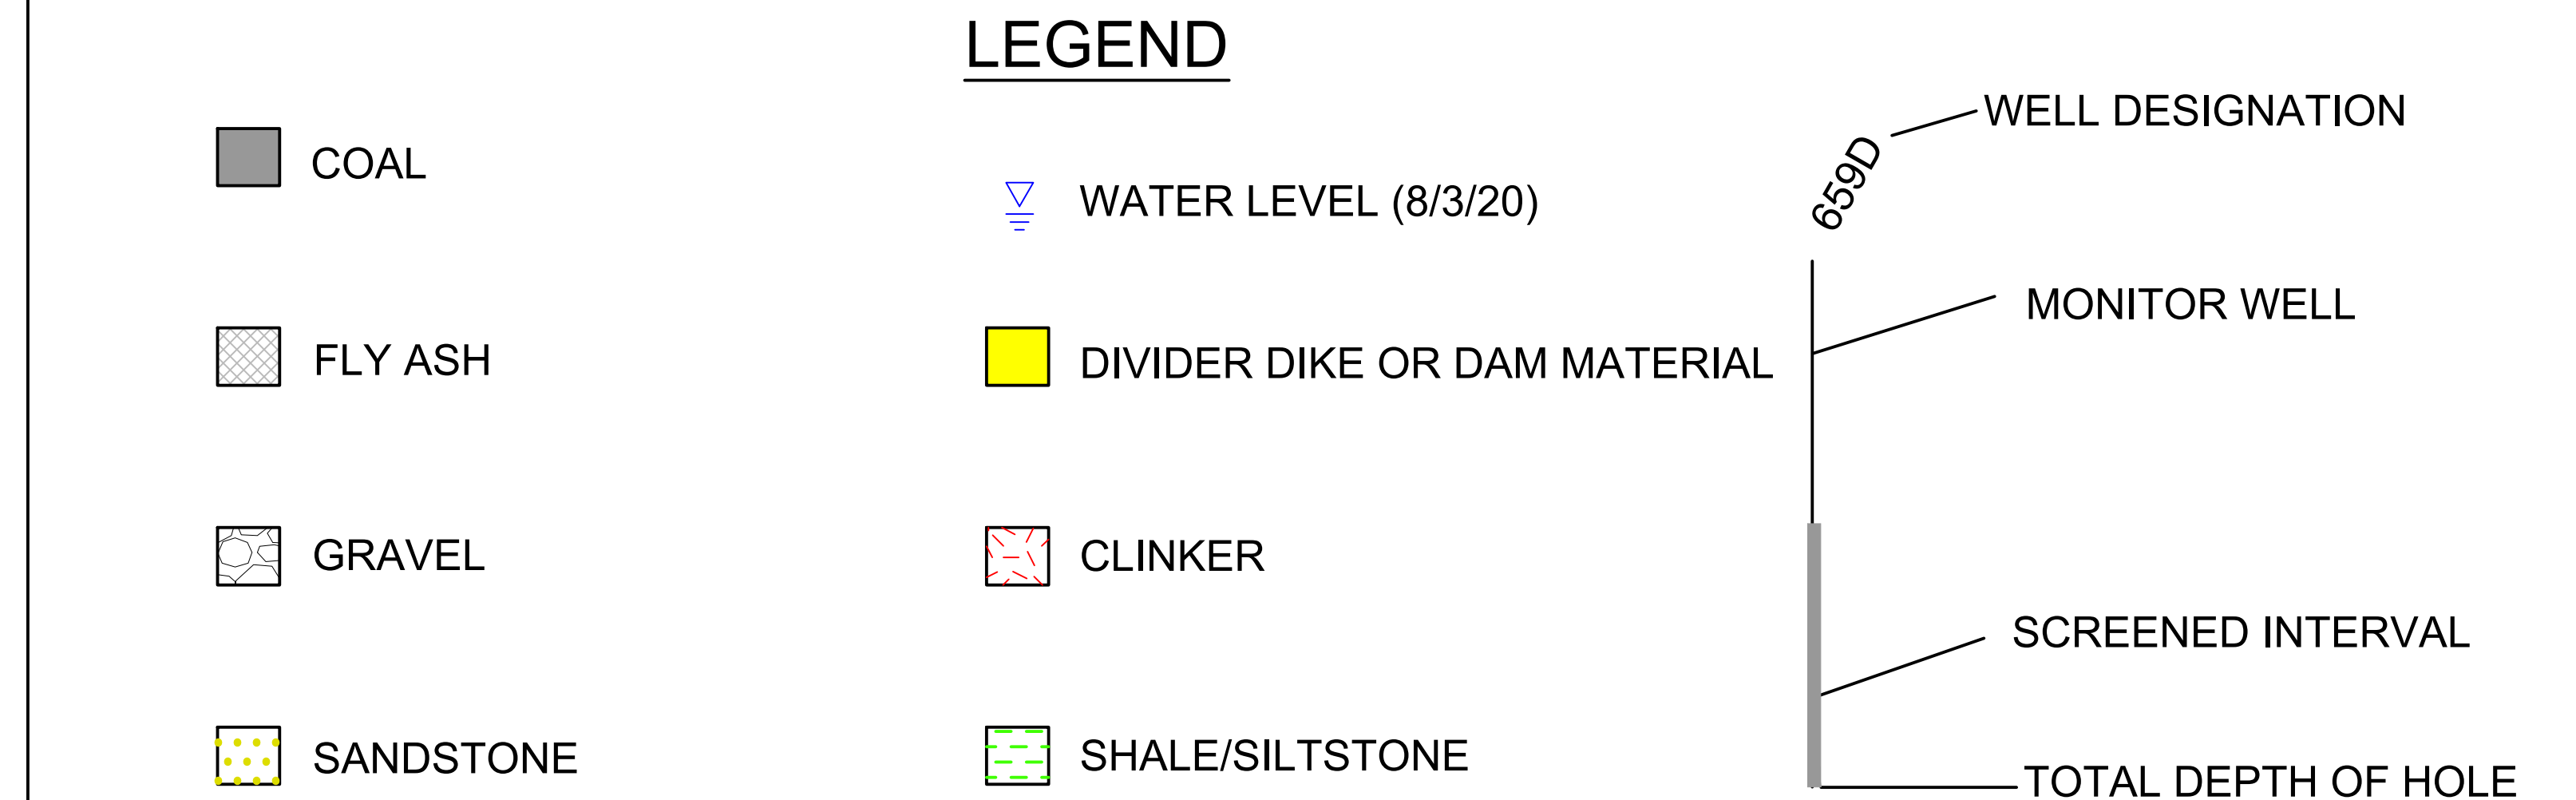 LEGEND
COAL
FLY ASH
GRAVEL
SANDSTONE
WATER LEVEL (8/3/20)
DIVIDER DIKE OR DAM MATERIAL
CLINKER
SHALE/SILTSTONE
WELL DESIGNATION
659D
MONITOR WELL
SCREENED INTERVAL
TOTAL DEPTH OF HOLE